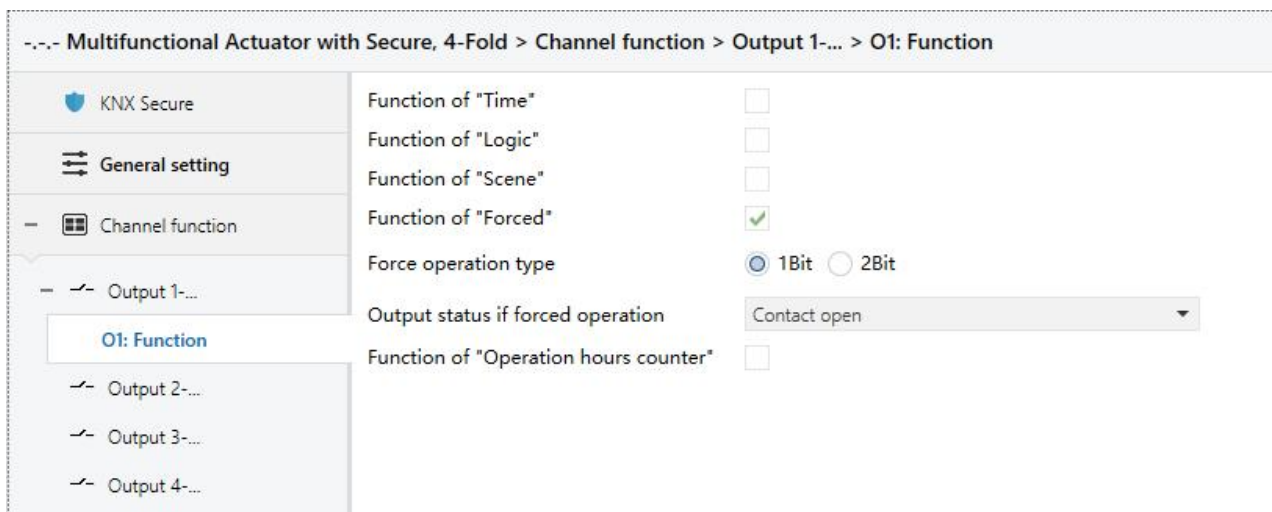 -.-.- Multifunctional Actuator with Secure, 4-Fold > Channel function > Output 1-... > O1: Function
KNX Secure
General setting
Channel function
Output 1-...
O1: Function
Output 2-...
Output 3-...
Output 4-...
Function of "Time"
Function of "Logic"
Function of "Scene"
Function of "Forced"
Force operation type 1Bit 2Bit
Output status if forced operation Contact open
Function of "Operation hours counter"